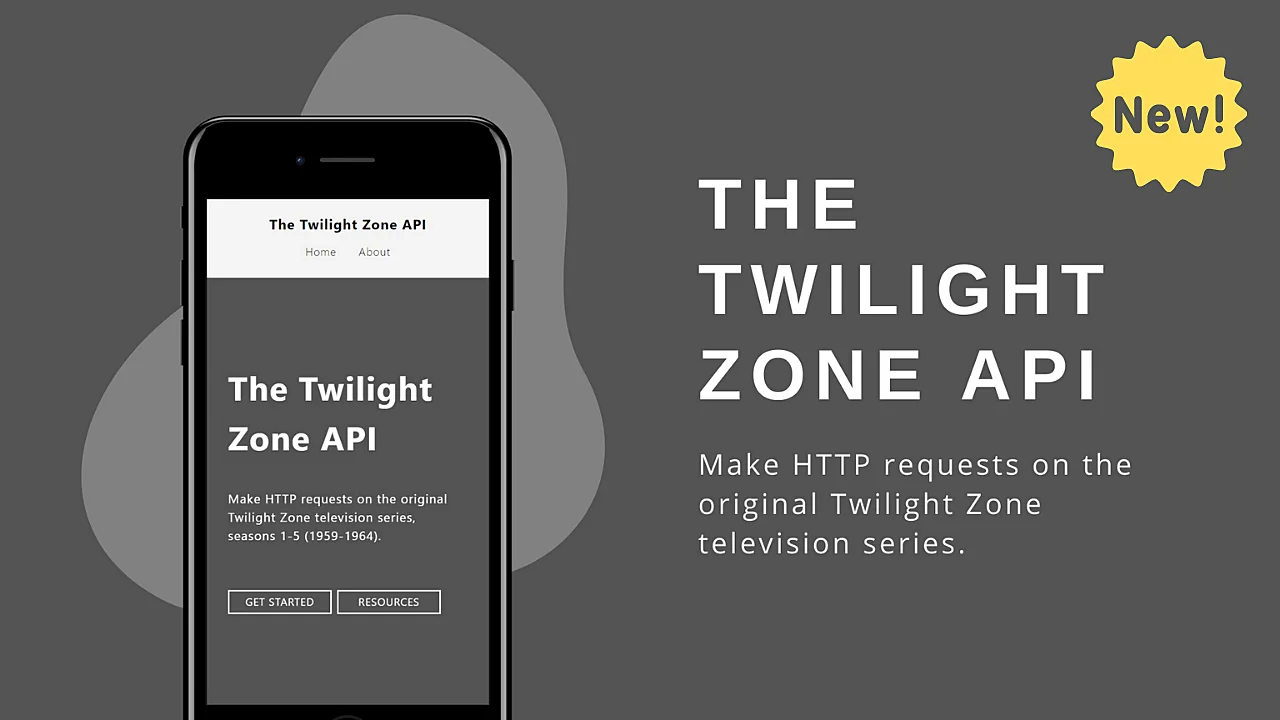 New!
THE
TWILIGHT
ZONE API
Make HTTP requests on the
original Twilight Zone
television series.
The Twilight Zone API
Home About
The Twilight
Zone API
Make HTTP requests on the original
Twilight Zone television series,
seasons 1-5 (1959-1964).
GET STARTED RESOURCES